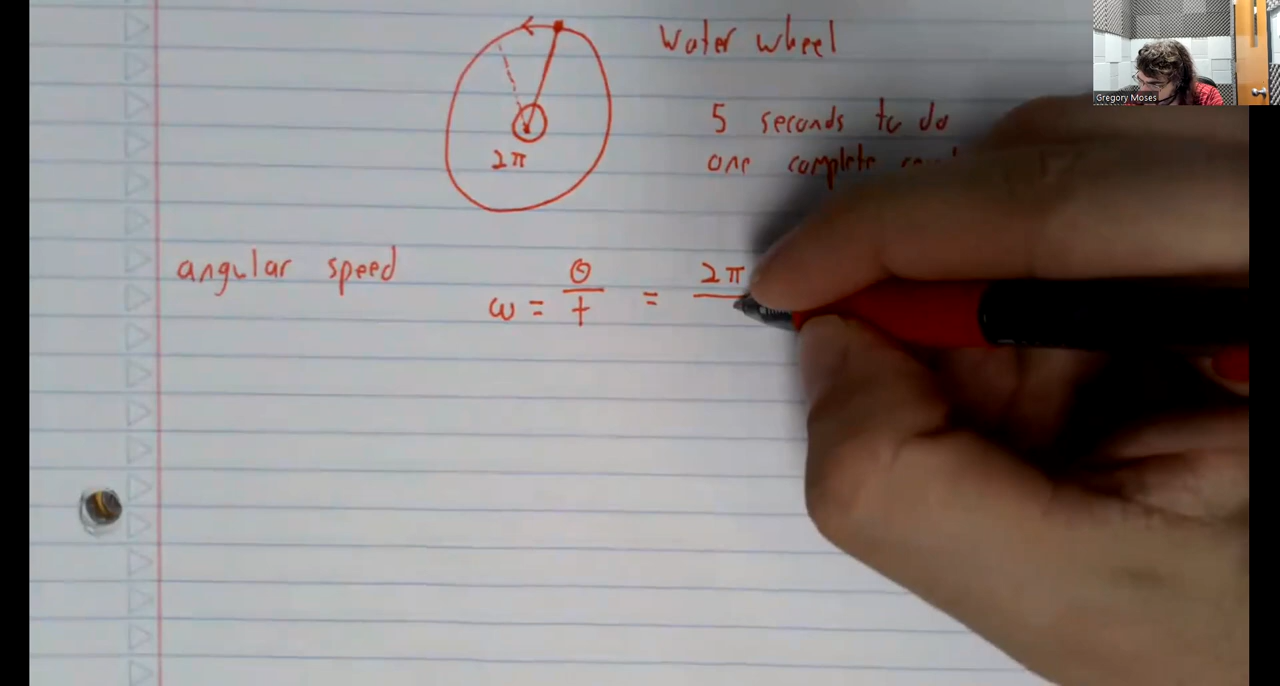 Water wheel
Gregory Moses
5 seconds to do
one complete
2π
angular speed
ω = θ/t = 2π